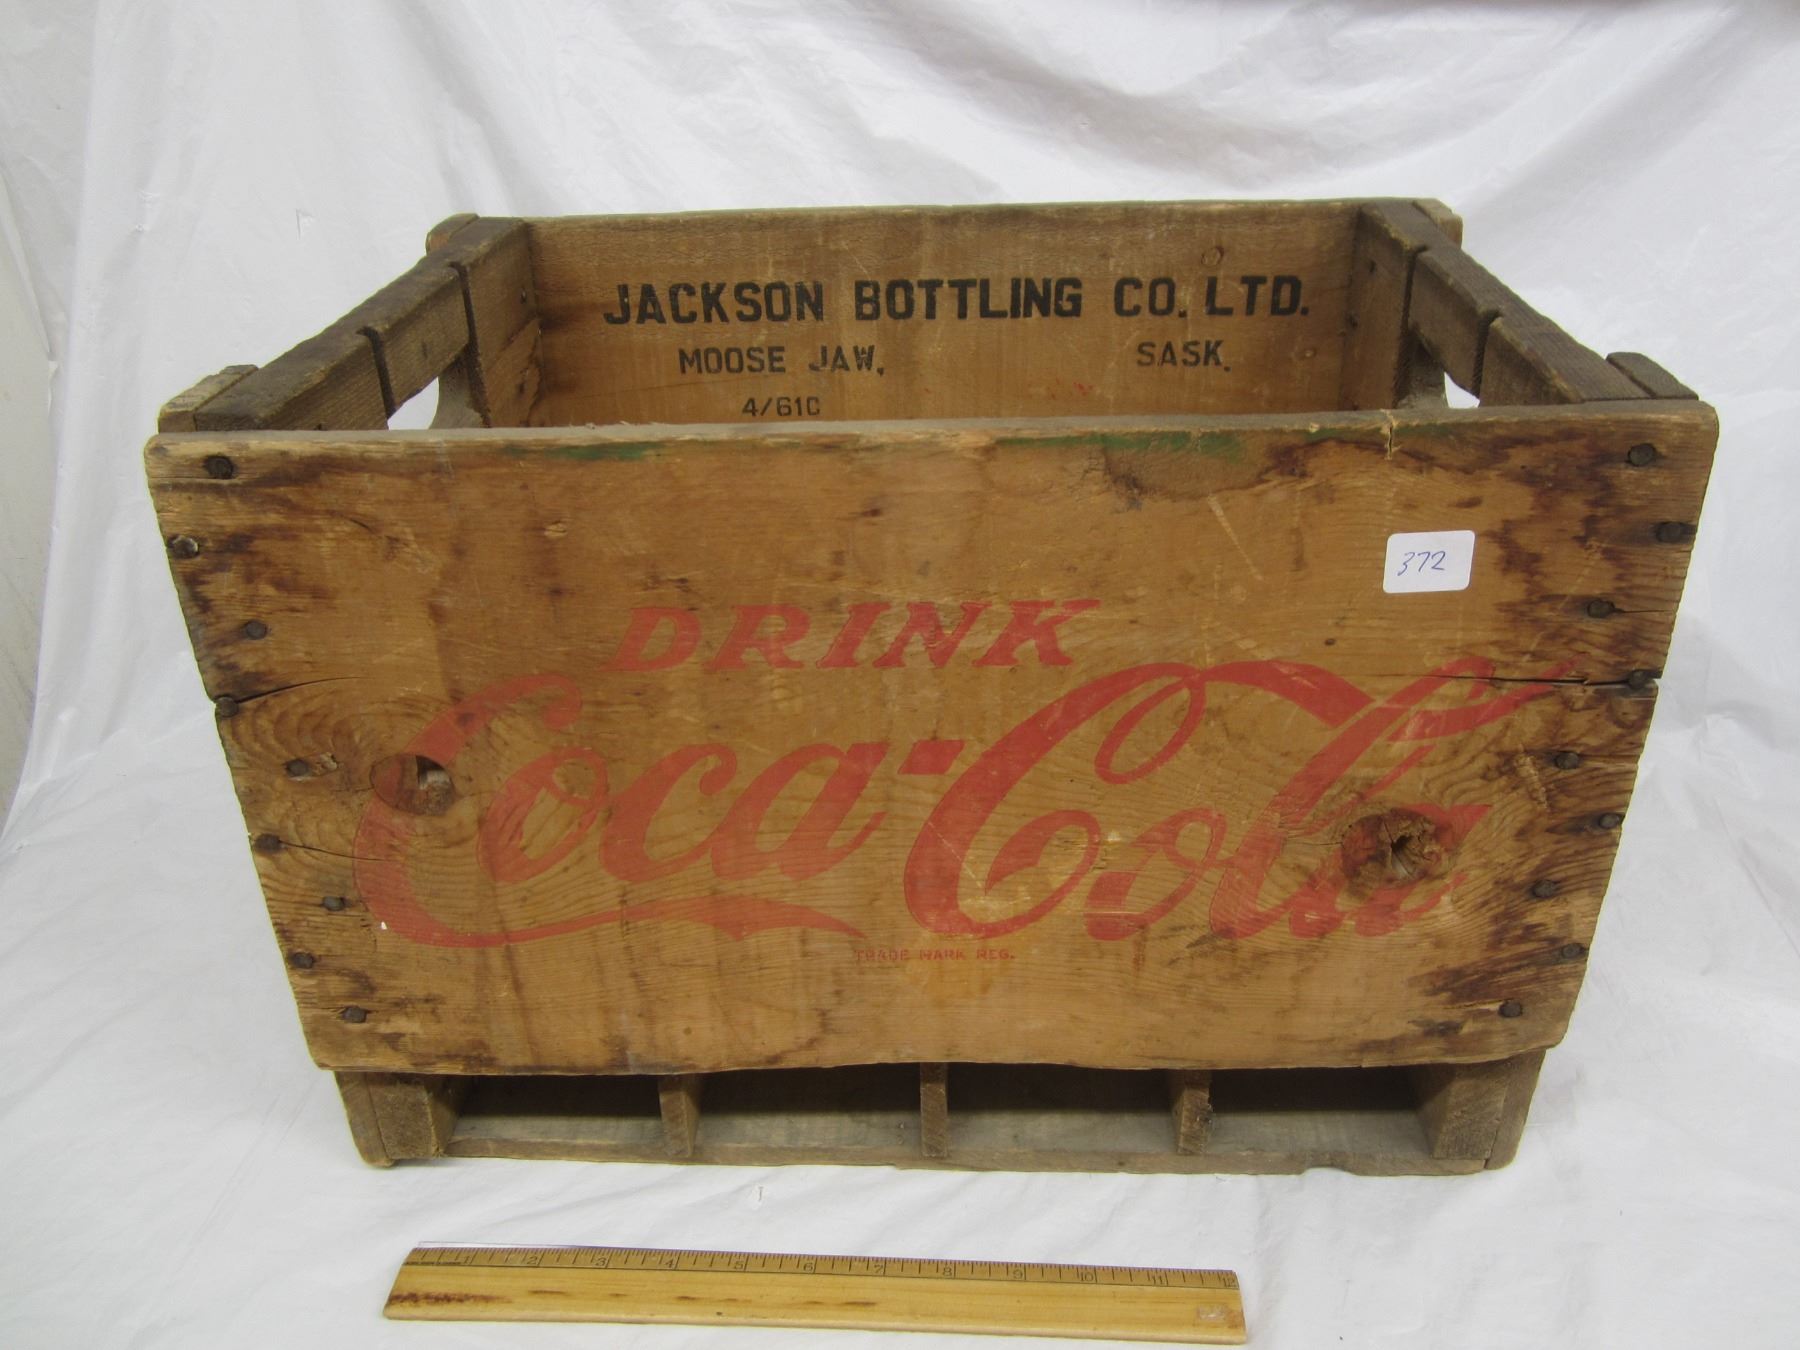 JACKSON BOTTLING CO. LTD.
MOOSE JAW, SASK.
4/61C
372
DRINK
Coca-Cola
TRADE MARK REG.
1 2 3 4 5 6 7 8 9 10 11 12